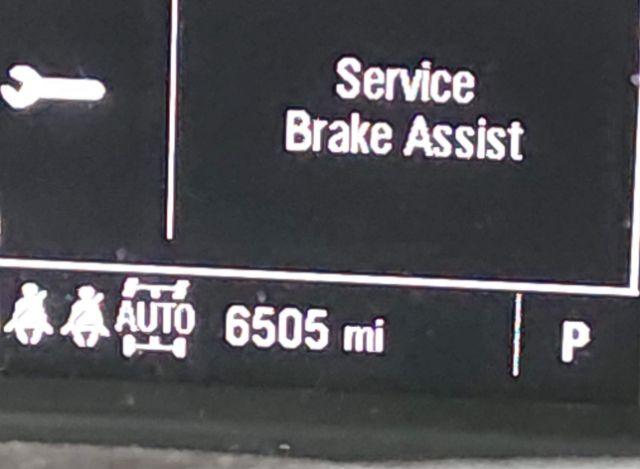 Service
Brake Assist
AUTO 6505 mi P